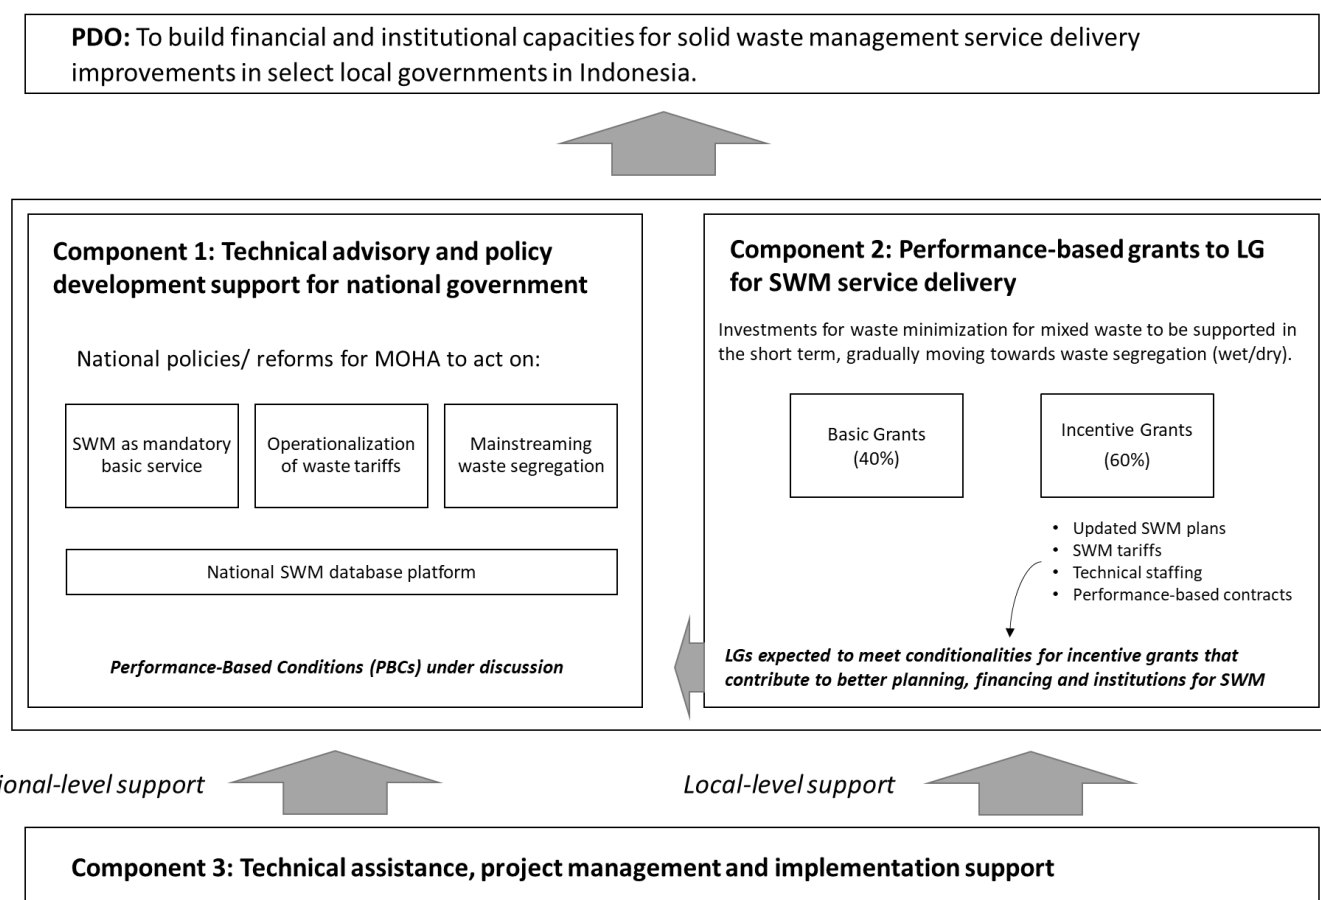 PDO: To build financial and institutional capacities for solid waste management service delivery
improvements in select local governments in Indonesia.
Component 1: Technical advisory and policy
development support for national government
National policies/ reforms for MOHA to act on:
SWM as mandatory
basic service
Operationalization
of waste tariffs
Mainstreaming
waste segregation
National SWM database platform
Performance-Based Conditions (PBCs) under discussion
Component 2: Performance-based grants to LG
for SWM service delivery
Investments for waste minimization for mixed waste to be supported in
the short term, gradually moving towards waste segregation (wet/dry).
Basic Grants
(40%)
Incentive Grants
(60%)
• Updated SWM plans
• SWM tariffs
• Technical staffing
• Performance-based contracts
LGs expected to meet conditionalities for incentive grants that
contribute to better planning, financing and institutions for SWM
ional-level support
Local-level support
Component 3: Technical assistance, project management and implementation support